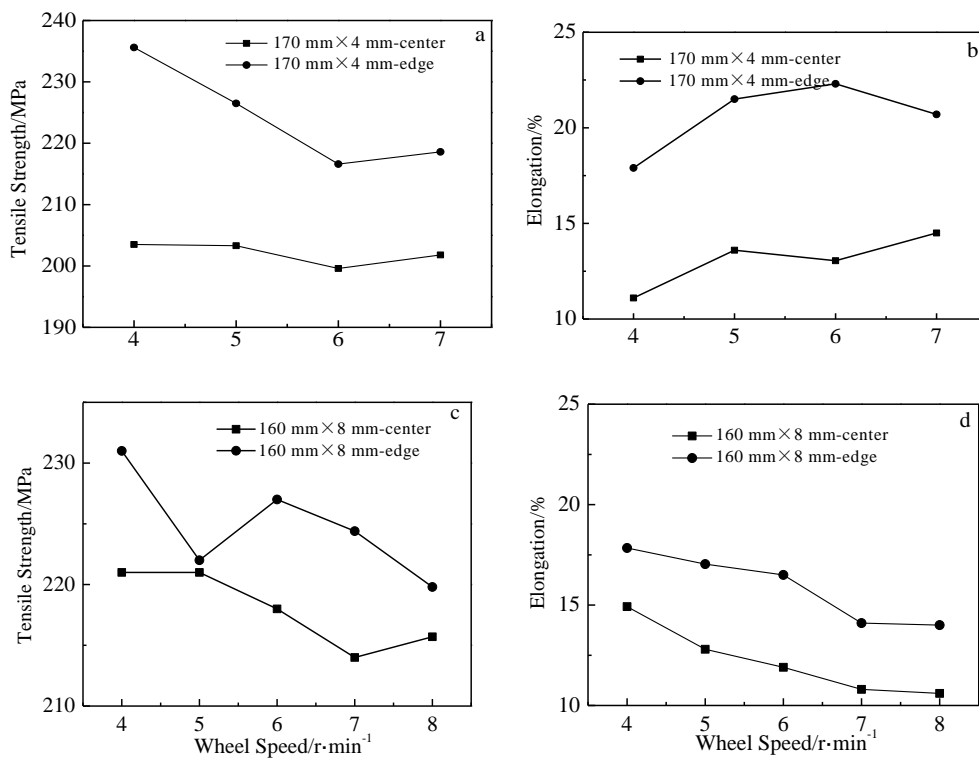 240
235
230
225
220
215
210
205
200
190
Tensile Strength/MPa
170 mm×4 mm-center
170 mm×4 mm-edge
a
4 5 6 7
25
20
15
10
Elongation/%
170 mm×4 mm-center
170 mm×4 mm-edge
b
4 5 6 7
230
220
210
Tensile Strength/MPa
160 mm×8 mm-center
160 mm×8 mm-edge
c
4 5 6 7 8
Wheel Speed/r·min⁻¹
25
20
15
10
Elongation/%
160 mm×8 mm-center
160 mm×8 mm-edge
d
4 5 6 7 8
Wheel Speed/r·min⁻¹